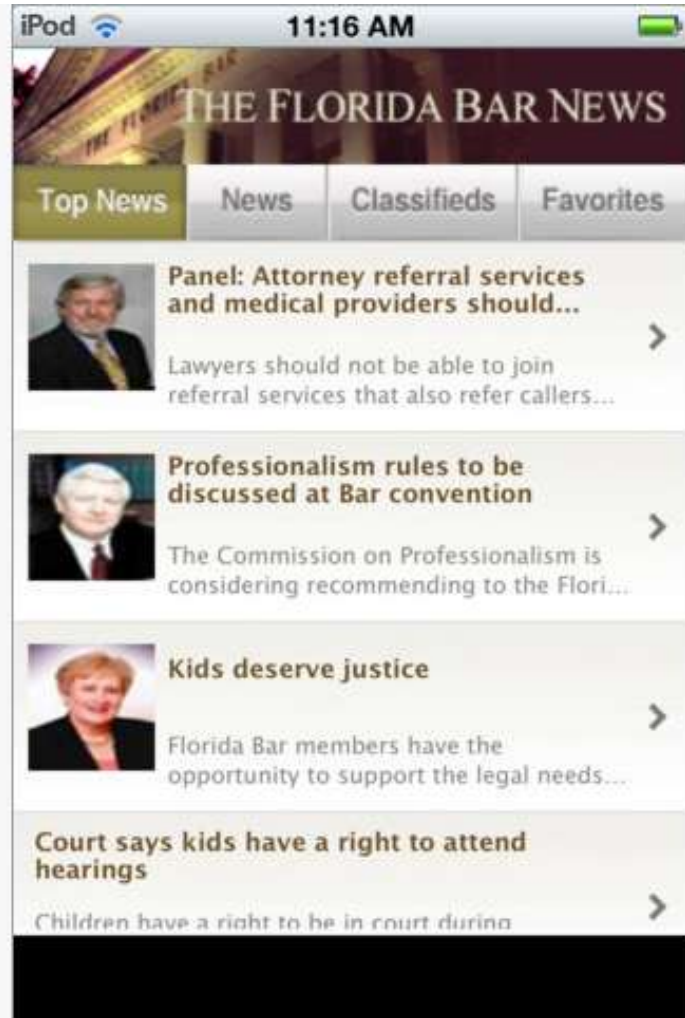 iPod 11:16 AM
THE FLORIDA BAR
THE FLORIDA BAR NEWS
Top News News Classifieds Favorites
Panel: Attorney referral services
and medical providers should...
Lawyers should not be able to join
referral services that also refer callers...
Professionalism rules to be
discussed at Bar convention
The Commission on Professionalism is
considering recommending to the Flori...
Kids deserve justice
Florida Bar members have the
opportunity to support the legal needs...
Court says kids have a right to attend
hearings
Children have a right to be in court during